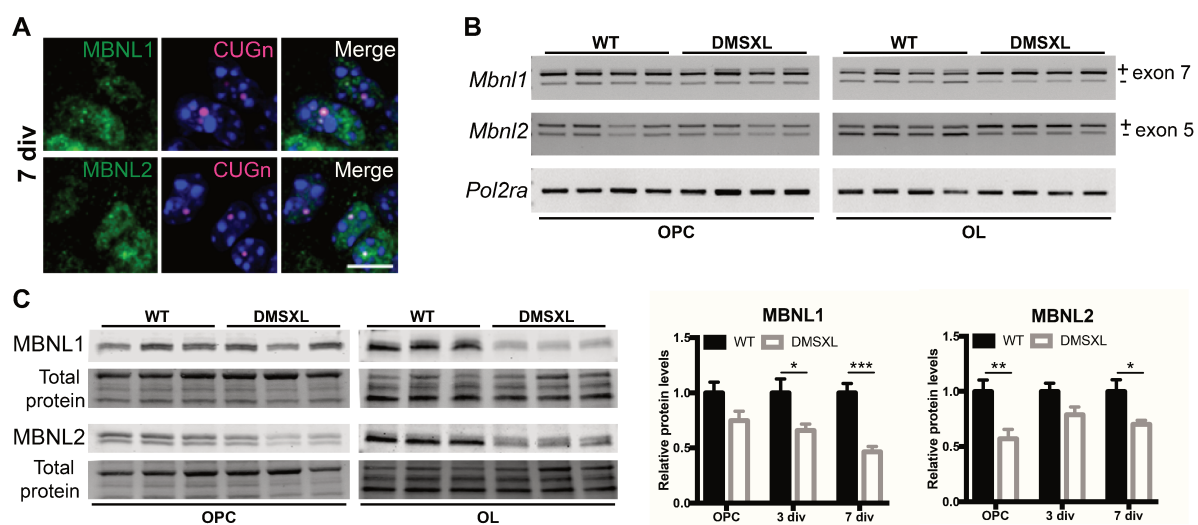 A
MBNL1
CUGn
Merge
7 div
MBNL2
CUGn
Merge
B
WT
DMSXL
WT
DMSXL
Mbnl1
+
- exon 7
Mbnl2
+
- exon 5
Pol2ra
OPC
OL
C
WT
DMSXL
WT
DMSXL
MBNL1
Total
protein
MBNL2
Total
protein
OPC
OL
MBNL1
WT
DMSXL
Relative protein levels
1.5
1.0
0.5
0.0
*
***
OPC
3 div
7 div
MBNL2
WT
DMSXL
Relative protein levels
1.5
1.0
0.5
0.0
**
*
OPC
3 div
7 div